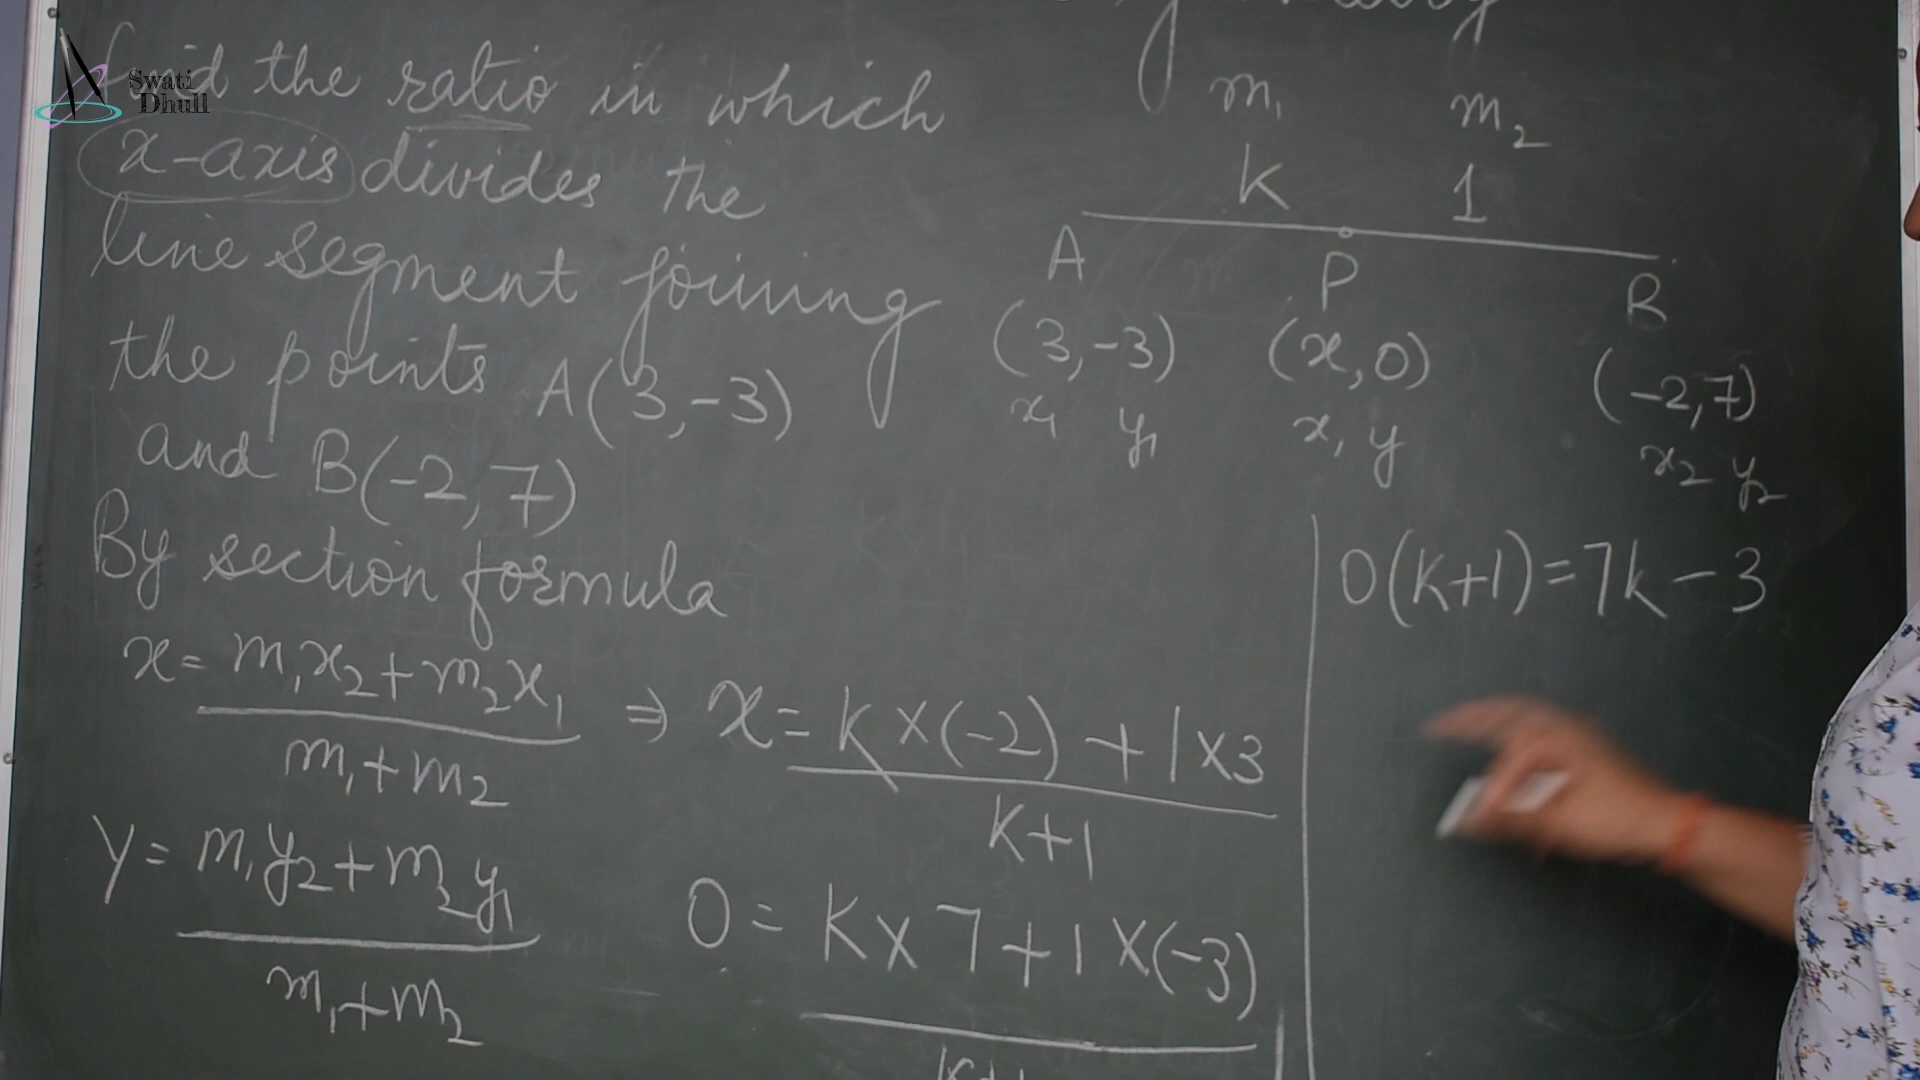 Swati
Dhull
find the ratio in which
x-axis divides the
line segment joining
the points A(3,-3)
and B(-2,7)
By section formula
x = m₁x₂+m₂x₁
m₁+m₂
⇒ x = K×(-2) + 1×3
K+1
y = m₁y₂+m₂y₁
m₁+m₂
0 = K×7+1×(-3)
m₁ m₂
K 1
A P B
(3,-3) (x,0) (-2,7)
x₁ y₁ x, y x₂ y₂
0(K+1)=7K-3